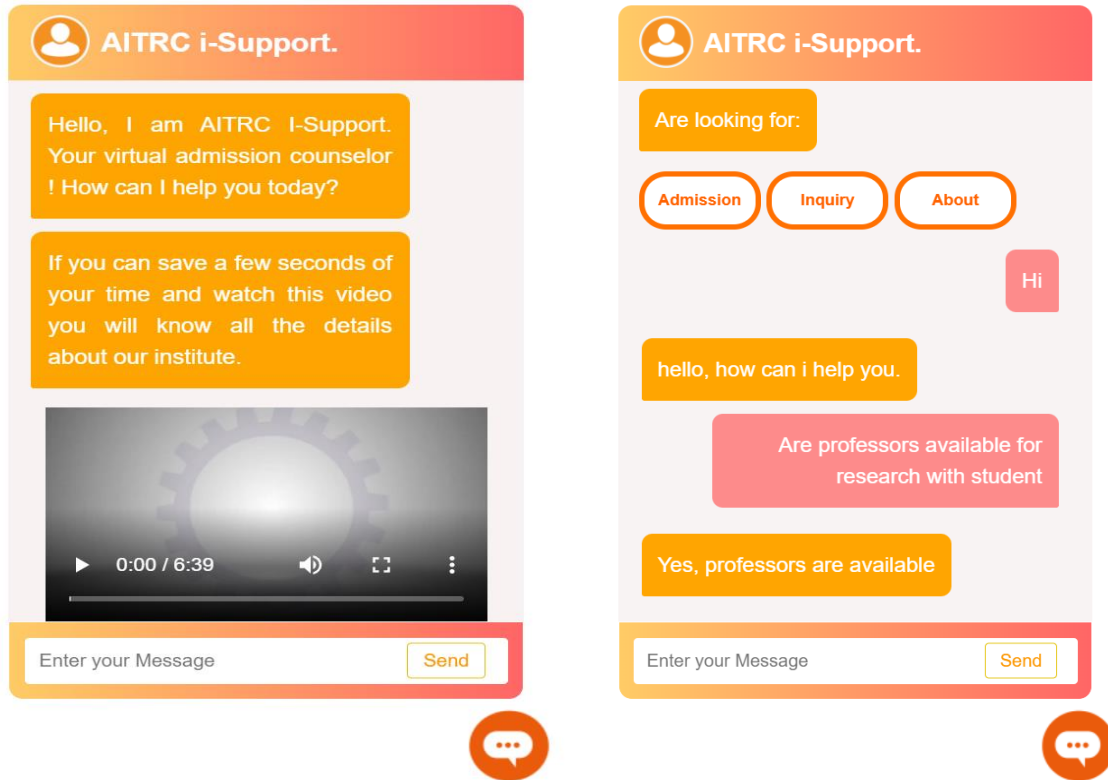 AITRC i-Support.
Hello, I am AITRC I-Support.
Your virtual admission counselor
! How can I help you today?
If you can save a few seconds of
your time and watch this video
you will know all the details
about our institute.
0:00 / 6:39
Enter your Message
Send
AITRC i-Support.
Are looking for:
Admission
Inquiry
About
Hi
hello, how can i help you.
Are professors available for
research with student
Yes, professors are available
Enter your Message
Send